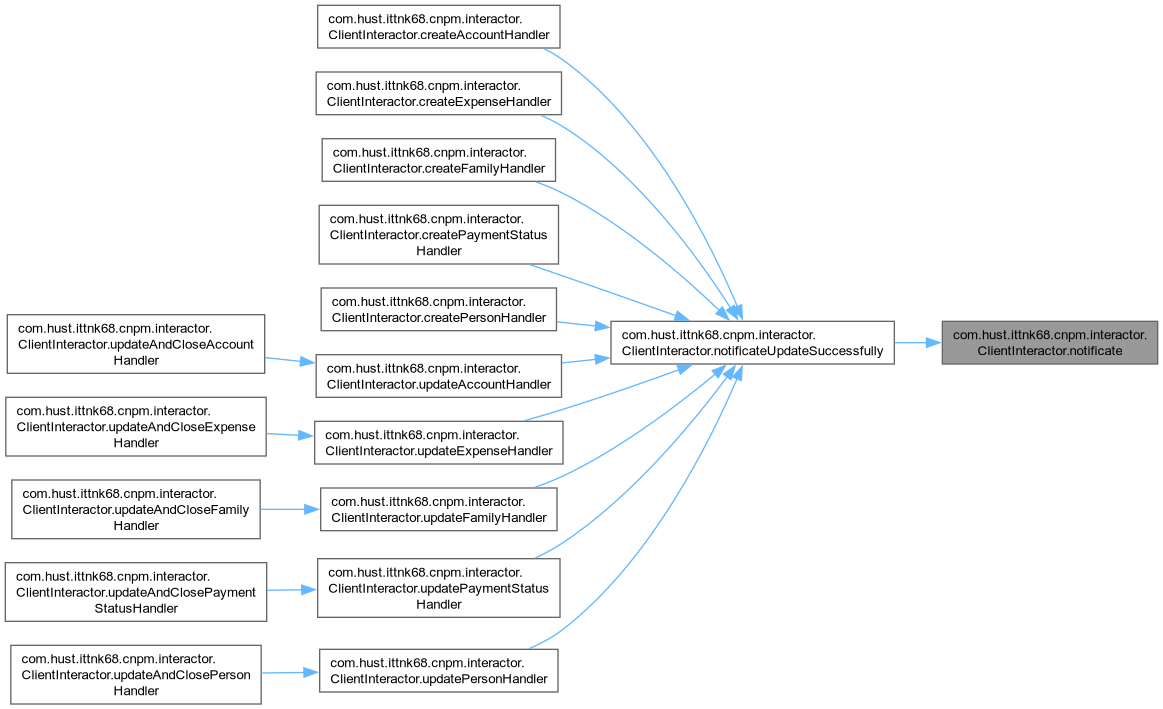 com.hust.ittnk68.cnpm.interactor.
ClientInteractor.createAccountHandler
com.hust.ittnk68.cnpm.interactor.
ClientInteractor.createExpenseHandler
com.hust.ittnk68.cnpm.interactor.
ClientInteractor.createFamilyHandler
com.hust.ittnk68.cnpm.interactor.
ClientInteractor.createPaymentStatus
Handler
com.hust.ittnk68.cnpm.interactor.
ClientInteractor.createPersonHandler
com.hust.ittnk68.cnpm.interactor.
ClientInteractor.updateAndCloseAccount
Handler
com.hust.ittnk68.cnpm.interactor.
ClientInteractor.updateAccountHandler
com.hust.ittnk68.cnpm.interactor.
ClientInteractor.notificateUpdateSuccessfully
com.hust.ittnk68.cnpm.interactor.
ClientInteractor.notificate
com.hust.ittnk68.cnpm.interactor.
ClientInteractor.updateAndCloseExpense
Handler
com.hust.ittnk68.cnpm.interactor.
ClientInteractor.updateExpenseHandler
com.hust.ittnk68.cnpm.interactor.
ClientInteractor.updateAndCloseFamily
Handler
com.hust.ittnk68.cnpm.interactor.
ClientInteractor.updateFamilyHandler
com.hust.ittnk68.cnpm.interactor.
ClientInteractor.updateAndClosePayment
StatusHandler
com.hust.ittnk68.cnpm.interactor.
ClientInteractor.updatePaymentStatus
Handler
com.hust.ittnk68.cnpm.interactor.
ClientInteractor.updateAndClosePerson
Handler
com.hust.ittnk68.cnpm.interactor.
ClientInteractor.updatePersonHandler